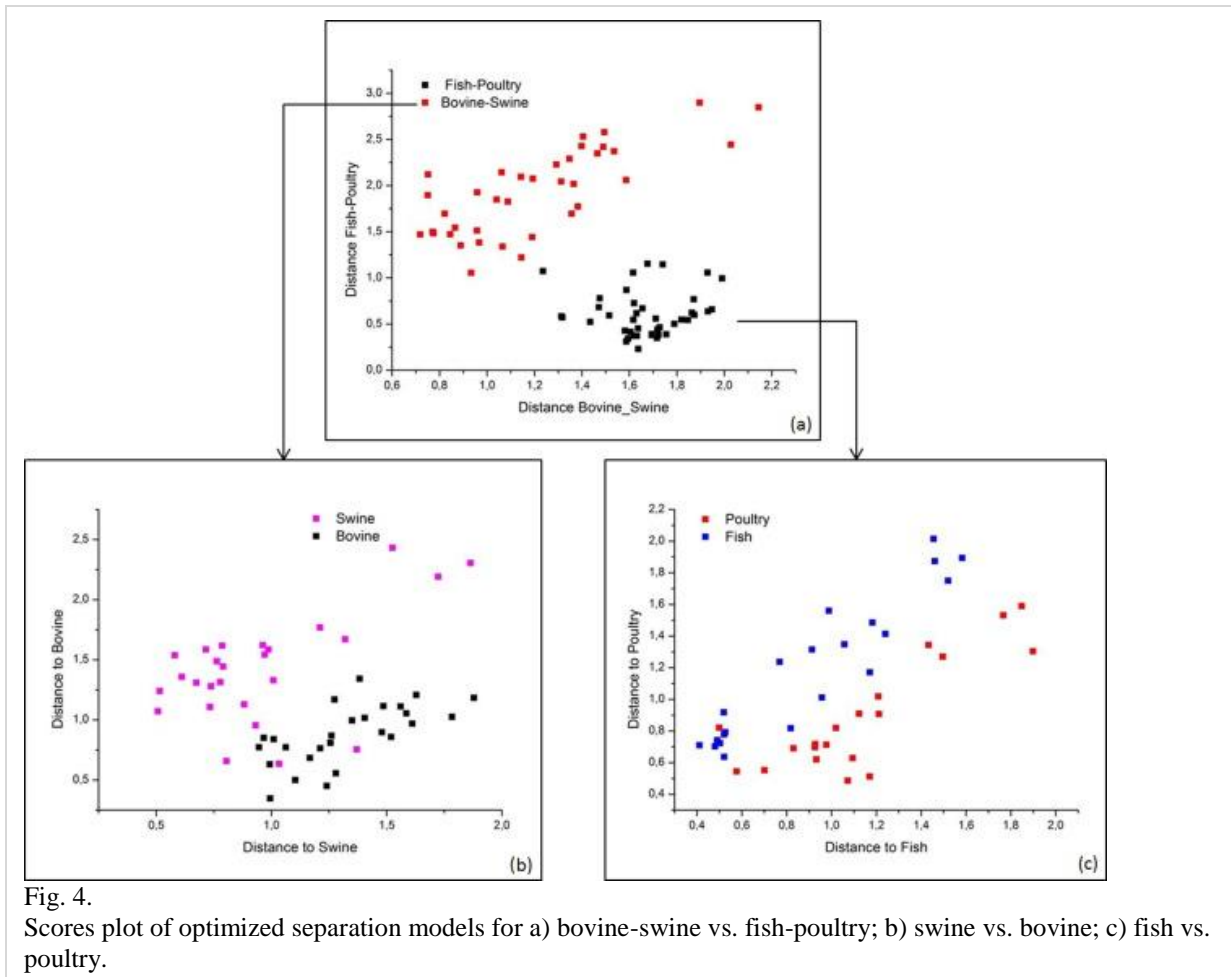 Fish-Poultry
Bovine-Swine
3,0
2,5
2,0
1,5
1,0
0,5
0,0
Distance Fish-Poultry
0,6 0,8 1,0 1,2 1,4 1,6 1,8 2,0 2,2
Distance Bovine_Swine
(a)
Swine
Bovine
2,5
2,0
1,5
1,0
0,5
Distance to Bovine
0,5 1,0 1,5 2,0
Distance to Swine
(b)
Poultry
Fish
2,2
2,0
1,8
1,6
1,4
1,2
1,0
0,8
0,6
0,4
Distance to Poultry
0,4 0,6 0,8 1,0 1,2 1,4 1,6 1,8 2,0
Distance to Fish
(c)
Fig. 4.
Scores plot of optimized separation models for a) bovine-swine vs. fish-poultry; b) swine vs. bovine; c) fish vs.
poultry.